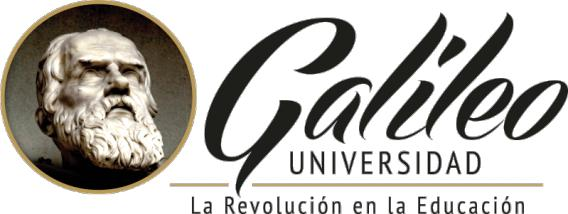 Galileo
UNIVERSIDAD
La Revolución en la Educación